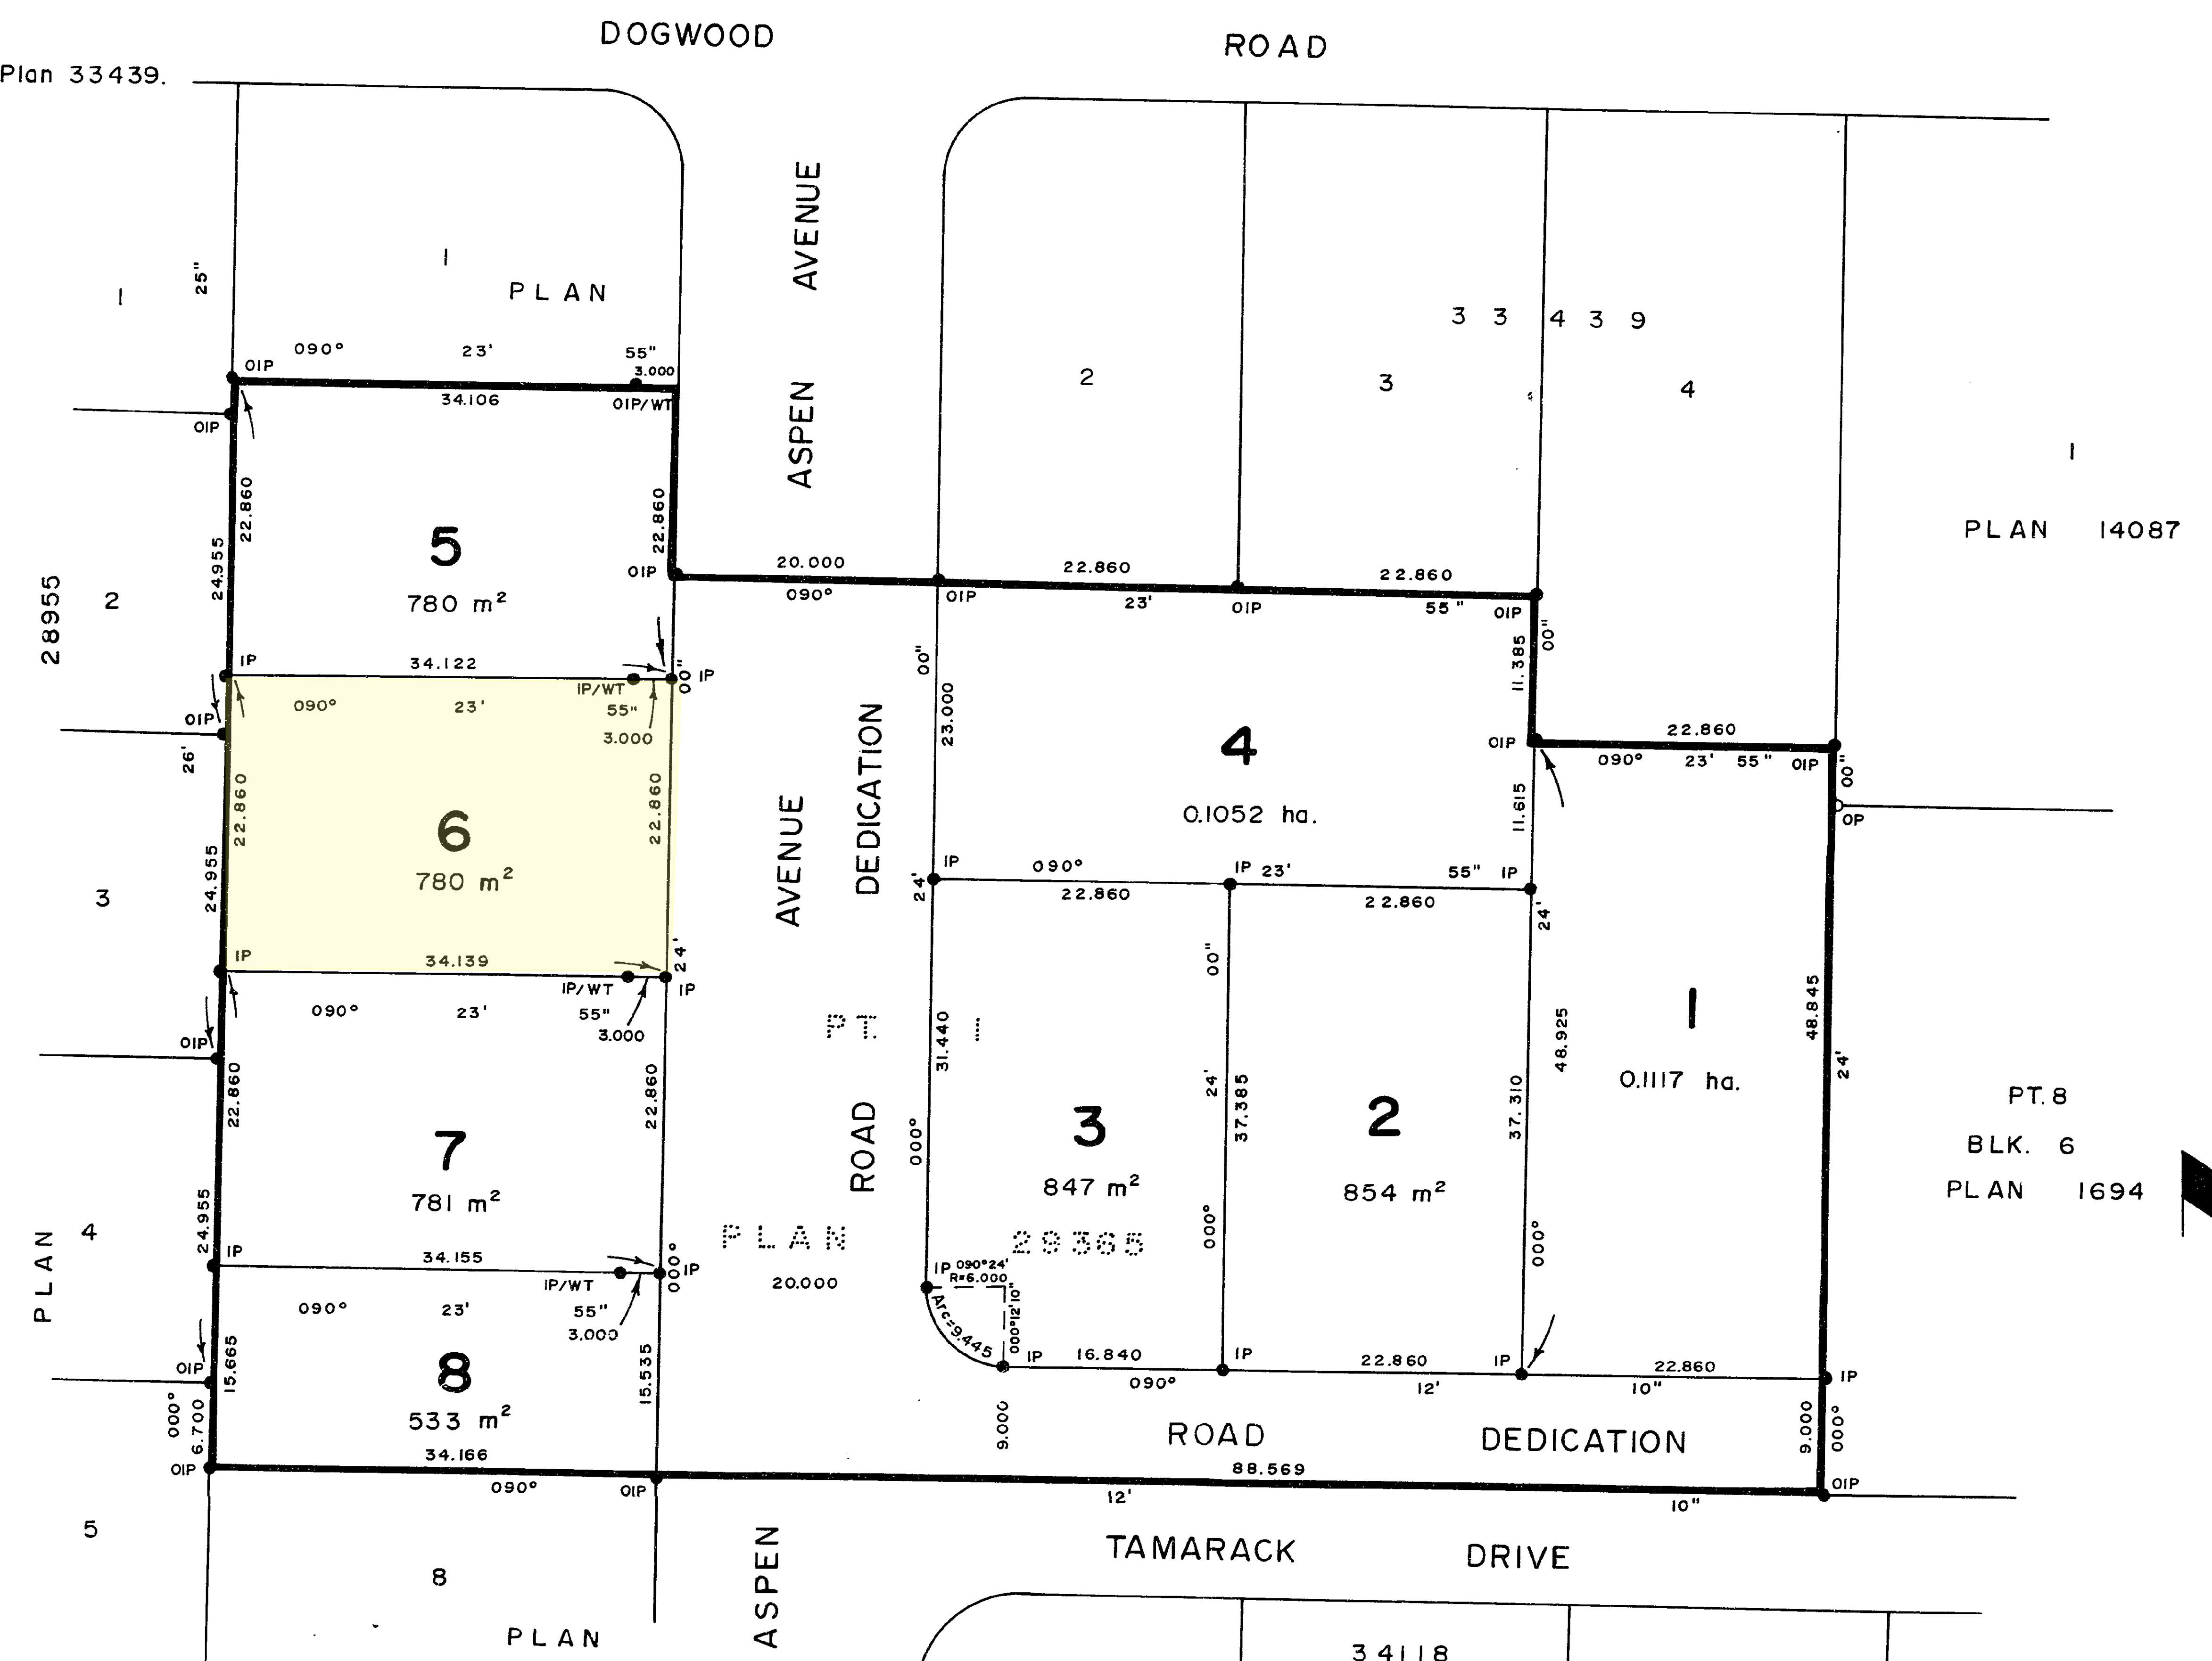 DOGWOOD ROAD
Plan 33439.
AVENUE
25"
1
1
PLAN
3 3 4 3 9
090° 23' 55"
OIP
3.000
34.106
OIP/WT
OIP
ASPEN
2
3
4
1
PLAN 14087
22.860
22.860
24.955
5
780 m²
28955
2
OIP
20.000
22.860
22.860
090°
OIP
23'
OIP
55"
OIP
00"
11.385
00"
IP
34.122
00"
IP
IP/WT
090° 23' 55"
3.000
OIP
26'
23.000
DEDICATION
4
0.1052 ha.
OIP
22.860
090° 23' 55"
OIP
00"
OP
11.615
22.860
22.860
6
780 m²
24.955
3
AVENUE
IP
090°
IP
23'
55"
IP
24'
22.860
22.860
24'
IP
34.139
24'
IP/WT
IP
090° 23' 55"
3.000
OIP
00"
PT. 1
31.440
48.925
48.845
24'
1
0.1117 ha.
22.860
22.860
7
781 m²
24.955
4
PLAN
ROAD
000°
3
847 m²
24'
37.385
000°
2
854 m²
37.310
000°
PT. 8
BLK. 6
PLAN 1694
IP
34.155
000°
IP
IP/WT
090° 23' 55"
3.000
PLAN 29365
20.000
IP
090°24'
R=6.000
000°12'10"
Arc=9.445
OIP
15.665
8
533 m²
15.535
000°
6.700
IP
16.840
IP
22.860
IP
22.860
IP
090°
12'
10"
9.000
ROAD DEDICATION
9.000
000°
OIP
34.166
88.569
OIP
090°
OIP
12'
10"
5
8
PLAN
ASPEN
TAMARACK DRIVE
34118